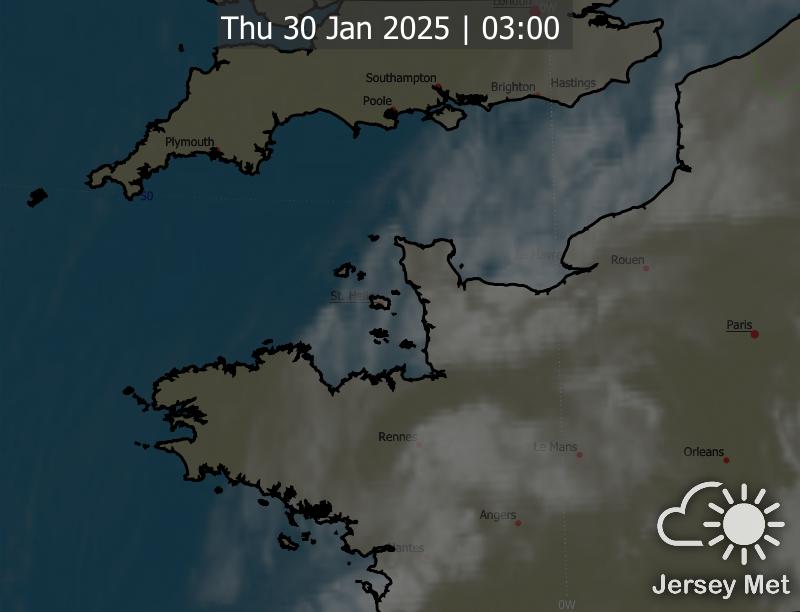 London
0W
Thu 30 Jan 2025 | 03:00
Southampton
Brighton
Hastings
Poole
Plymouth
50
Le Havre
Rouen
St. Helier
Paris
Rennes
Le Mans
Orleans
Angers
Nantes
Jersey Met
0W